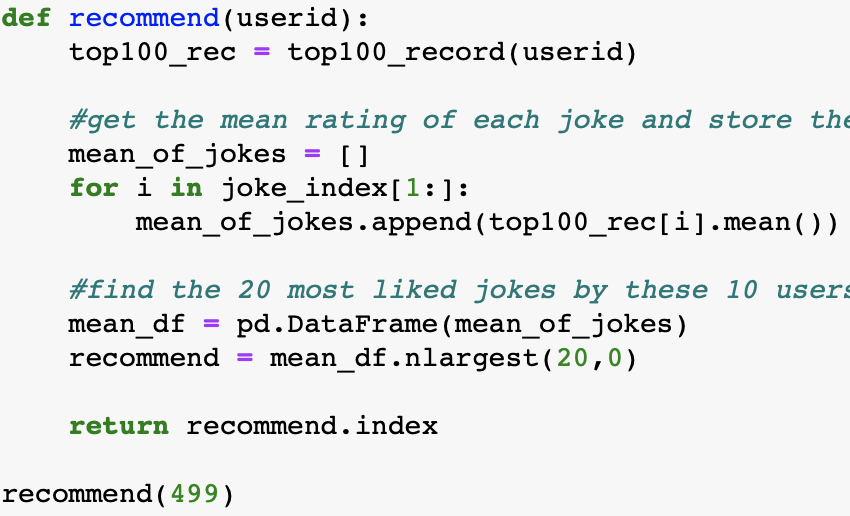 def recommend(userid):
    top100_rec = top100_record(userid)
    #get the mean rating of each joke and store the
    mean_of_jokes = []
    for i in joke_index[1:]:
        mean_of_jokes.append(top100_rec[i].mean())
    #find the 20 most liked jokes by these 10 users
    mean_df = pd.DataFrame(mean_of_jokes)
    recommend = mean_df.nlargest(20,0)
    return recommend.index
recommend(499)